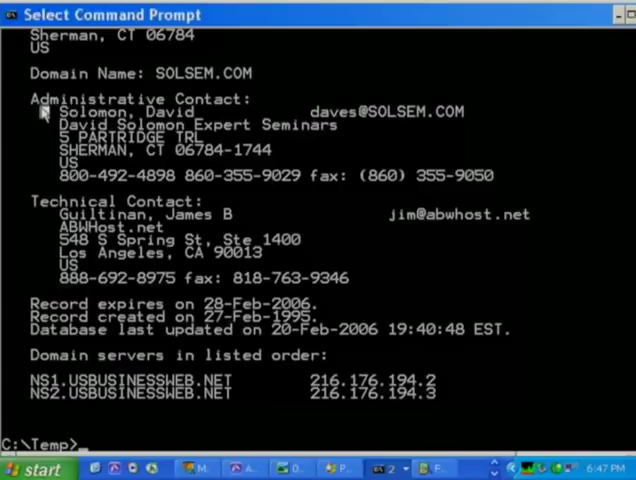 Select Command Prompt
Sherman, CT 06784
US
Domain Name: SOLSEM.COM
Administrative Contact:
Solomon, David daves@SOLSEM.COM
David Solomon Expert Seminars
5 PARTRIDGE TRL
SHERMAN, CT 06784-1744
US
800-492-4898 860-355-9029 fax: (860) 355-9050
Technical Contact:
Guiltinan, James B jim@abwhost.net
ABWHost.net
548 S Spring St, Ste 1400
Los Angeles, CA 90013
US
888-692-8975 fax: 818-763-9346
Record expires on 28-Feb-2006.
Record created on 27-Feb-1995.
Database last updated on 20-Feb-2006 19:40:48 EST.
Domain servers in listed order:
NS1.USBUSINESSWEB.NET 216.176.194.2
NS2.USBUSINESSWEB.NET 216.176.194.3
C:\Temp>_
start M... A... O... P... 2 F... 6:47 PM